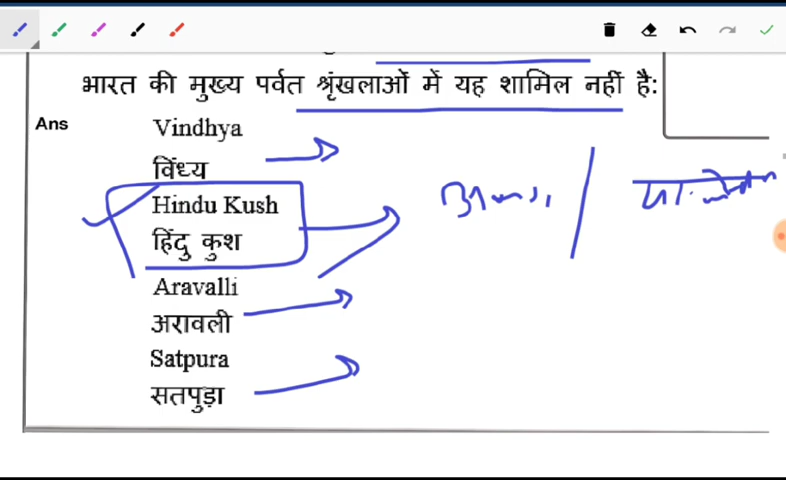 भारत की मुख्य पर्वत श्रृंखलाओं में यह शामिल नहीं है:
Ans
Vindhya
विंध्य
Hindu Kush
हिंदु कुश
Aravalli
अरावली
Satpura
सतपुड़ा